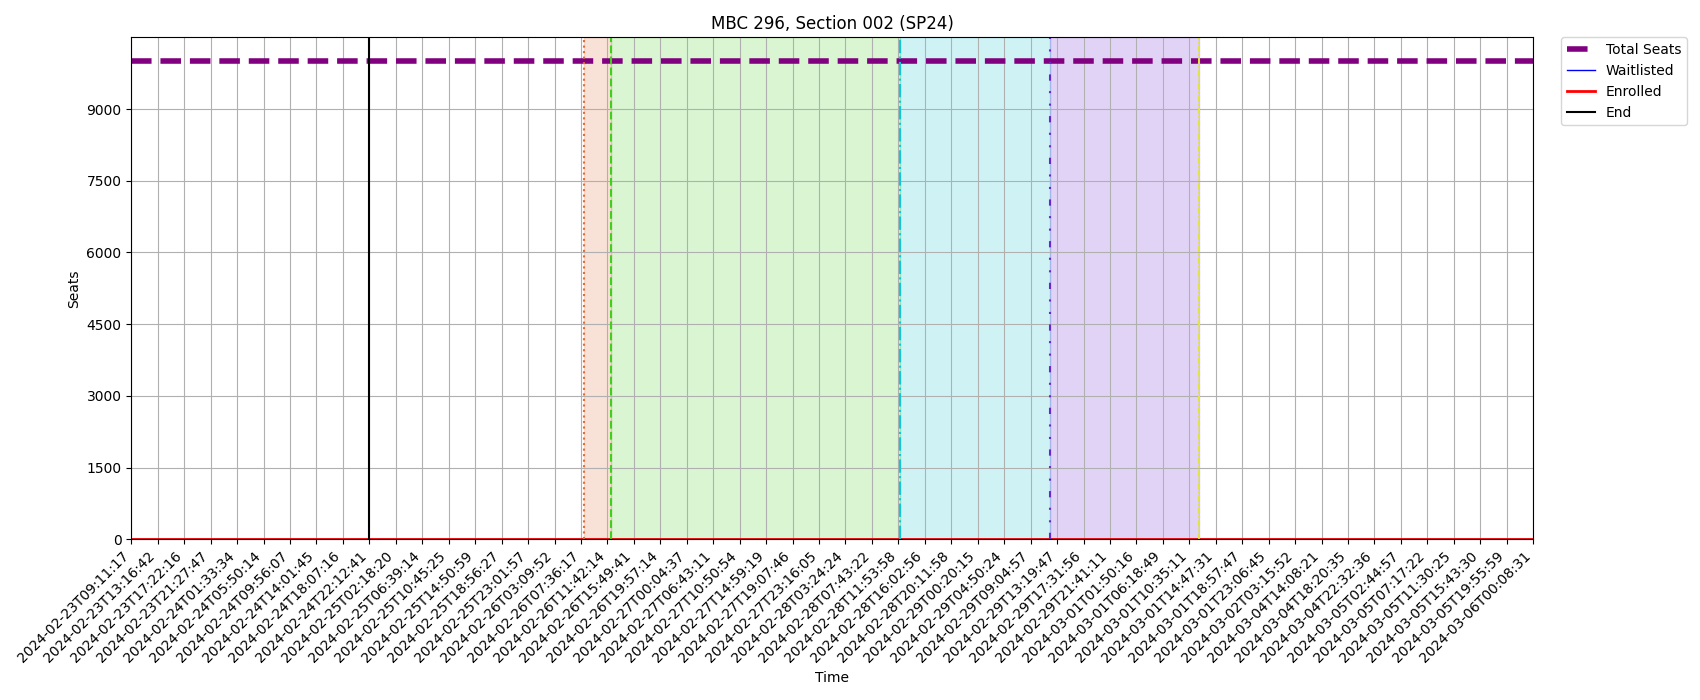 MBC 296, Section 002 (SP24)
Total Seats
Waitlisted
Enrolled
End
Seats
9000
7500
6000
4500
3000
1500
0
2024-02-23T09:11:17
2024-02-23T13:16:42
2024-02-23T17:22:16
2024-02-23T21:27:47
2024-02-24T01:33:34
2024-02-24T05:50:14
2024-02-24T09:56:07
2024-02-24T14:01:45
2024-02-24T18:07:16
2024-02-24T22:12:41
2024-02-25T02:18:20
2024-02-25T06:39:14
2024-02-25T10:45:25
2024-02-25T14:50:59
2024-02-25T18:56:27
2024-02-25T23:01:57
2024-02-26T03:09:52
2024-02-26T07:36:17
2024-02-26T11:42:14
2024-02-26T15:49:41
2024-02-26T19:57:14
2024-02-27T00:04:37
2024-02-27T06:43:11
2024-02-27T10:50:54
2024-02-27T14:59:19
2024-02-27T19:07:46
2024-02-27T23:16:05
2024-02-28T03:24:24
2024-02-28T07:43:22
2024-02-28T11:53:58
2024-02-28T16:02:56
2024-02-28T20:11:58
2024-02-29T00:20:15
2024-02-29T04:50:24
2024-02-29T09:04:57
2024-02-29T13:19:47
2024-02-29T17:31:56
2024-02-29T21:41:11
2024-03-01T01:50:16
2024-03-01T06:18:49
2024-03-01T10:35:11
2024-03-01T14:47:31
2024-03-01T18:57:47
2024-03-01T23:06:45
2024-03-02T03:15:52
2024-03-04T14:08:21
2024-03-04T18:20:35
2024-03-04T22:32:36
2024-03-05T02:44:57
2024-03-05T07:17:22
2024-03-05T11:30:25
2024-03-05T15:43:30
2024-03-05T19:55:59
2024-03-06T00:08:31
Time